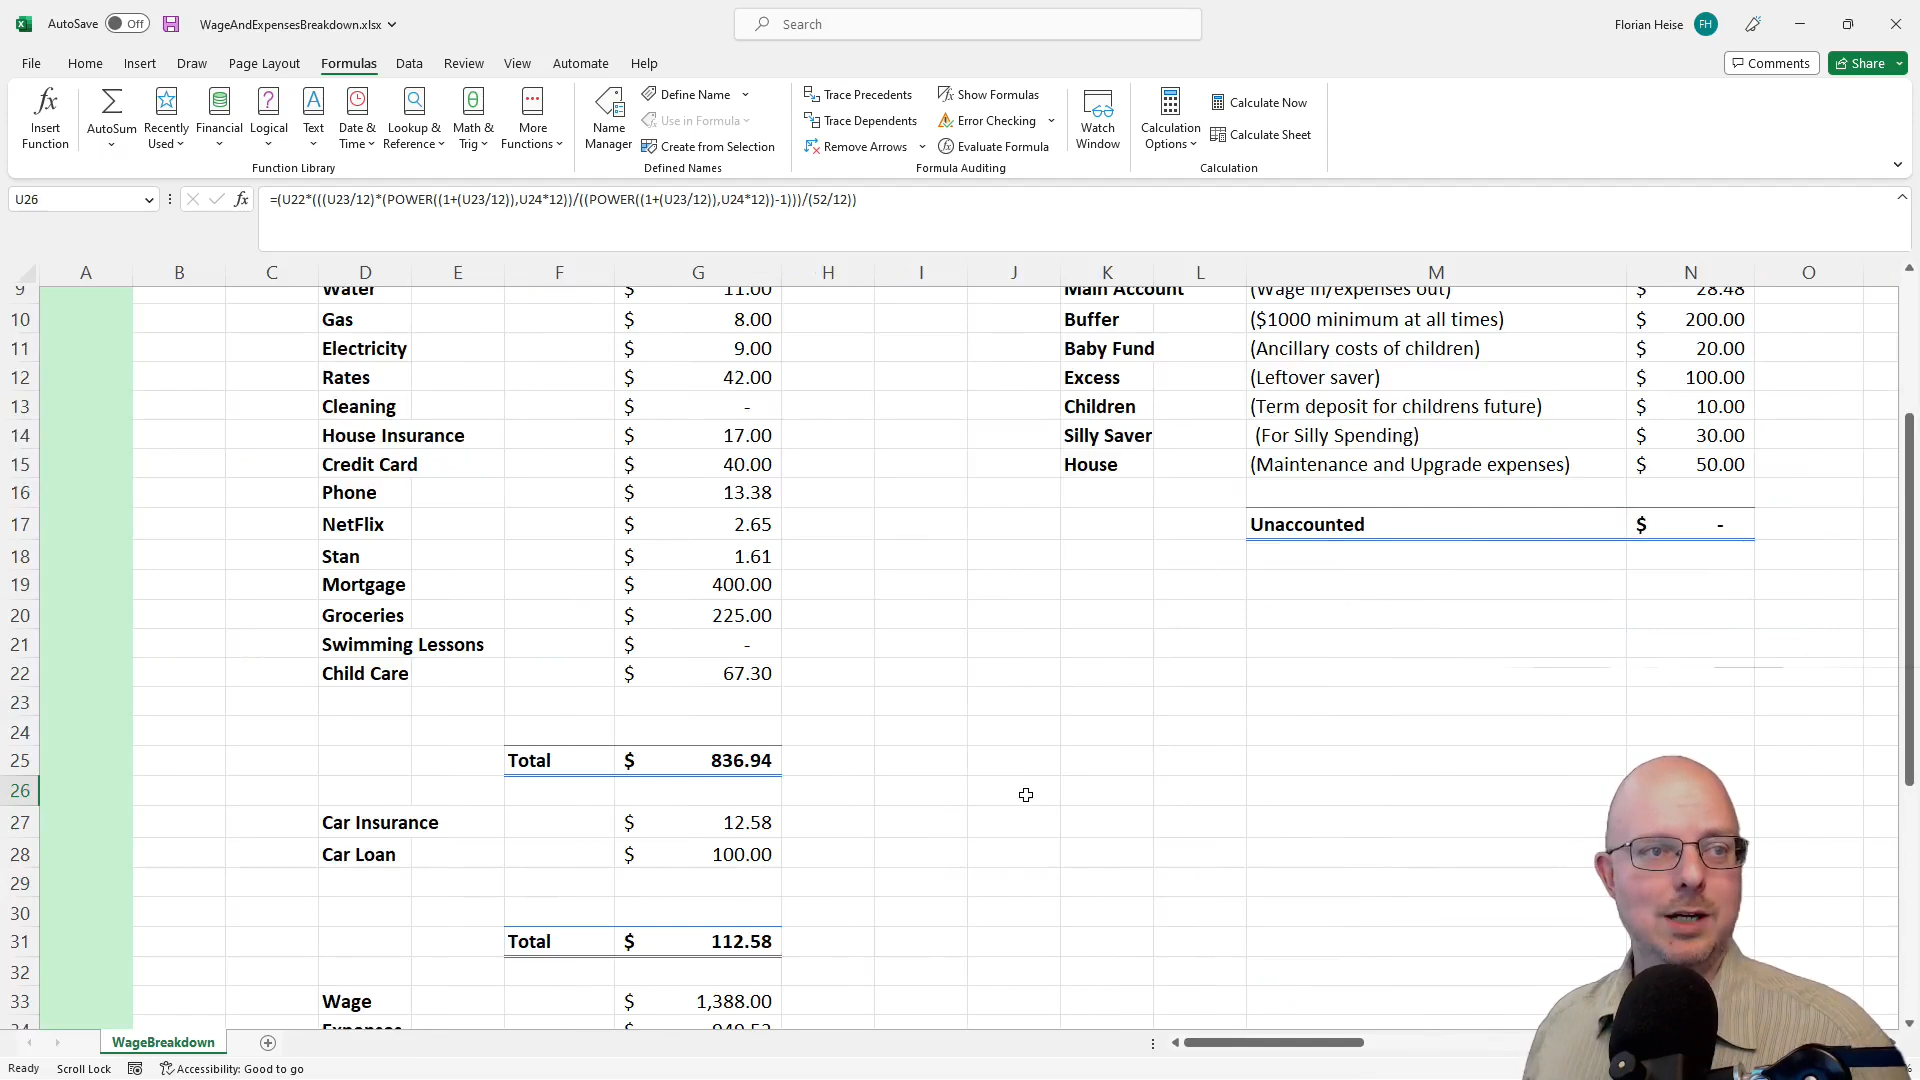 AutoSave Off WageAndExpensesBreakdown.xlsx Search Florian Heise FH
File Home Insert Draw Page Layout Formulas Data Review View Automate Help Comments Share
Insert Function
AutoSum
Recently Used
Financial
Logical
Text
Date & Time
Lookup & Reference
Math & Trig
More Functions
Function Library
Name Manager
Define Name
Use in Formula
Create from Selection
Defined Names
Trace Precedents
Trace Dependents
Remove Arrows
Show Formulas
Error Checking
Evaluate Formula
Formula Auditing
Watch Window
Calculation Options
Calculate Now
Calculate Sheet
Calculation
U26 fx =(U22*(((U23/12)*(POWER((1+(U23/12)),U24*12))/((POWER((1+(U23/12)),U24*12))-1)))/(52/12))
A B C D E F G H I J K L M N O
9 Water $ 11.00 Main Account (Wage in/expenses out) $ 28.48
10 Gas $ 8.00 Buffer ($1000 minimum at all times) $ 200.00
11 Electricity $ 9.00 Baby Fund (Ancillary costs of children) $ 20.00
12 Rates $ 42.00 Excess (Leftover saver) $ 100.00
13 Cleaning $ - Children (Term deposit for childrens future) $ 10.00
14 House Insurance $ 17.00 Silly Saver (For Silly Spending) $ 30.00
15 Credit Card $ 40.00 House (Maintenance and Upgrade expenses) $ 50.00
16 Phone $ 13.38
17 NetFlix $ 2.65 Unaccounted $ -
18 Stan $ 1.61
19 Mortgage $ 400.00
20 Groceries $ 225.00
21 Swimming Lessons $ -
22 Child Care $ 67.30
23
24
25 Total $ 836.94
26
27 Car Insurance $ 12.58
28 Car Loan $ 100.00
29
30
31 Total $ 112.58
32
33 Wage $ 1,388.00
34 Expenses $ 949.52
WageBreakdown
Ready Scroll Lock Accessibility: Good to go